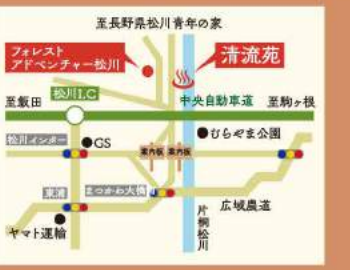 至長野県松川青年の家
フォレスト
アドベンチャー松川
清流苑
至飯田
松川I.C
中央自動車道
至駒ヶ根
松川インター
GS
案内板
案内板
むらやま公園
東浦
まつかわ大橋
ヤマト運輸
片桐松川
広域農道